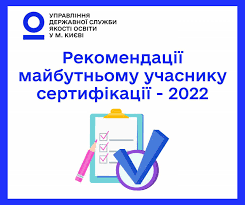 УПРАВЛІННЯ
ДЕРЖАВНОЇ СЛУЖБИ
ЯКОСТІ ОСВІТИ
У М. КИЄВІ
Рекомендації
майбутньому учаснику
сертифікації - 2022